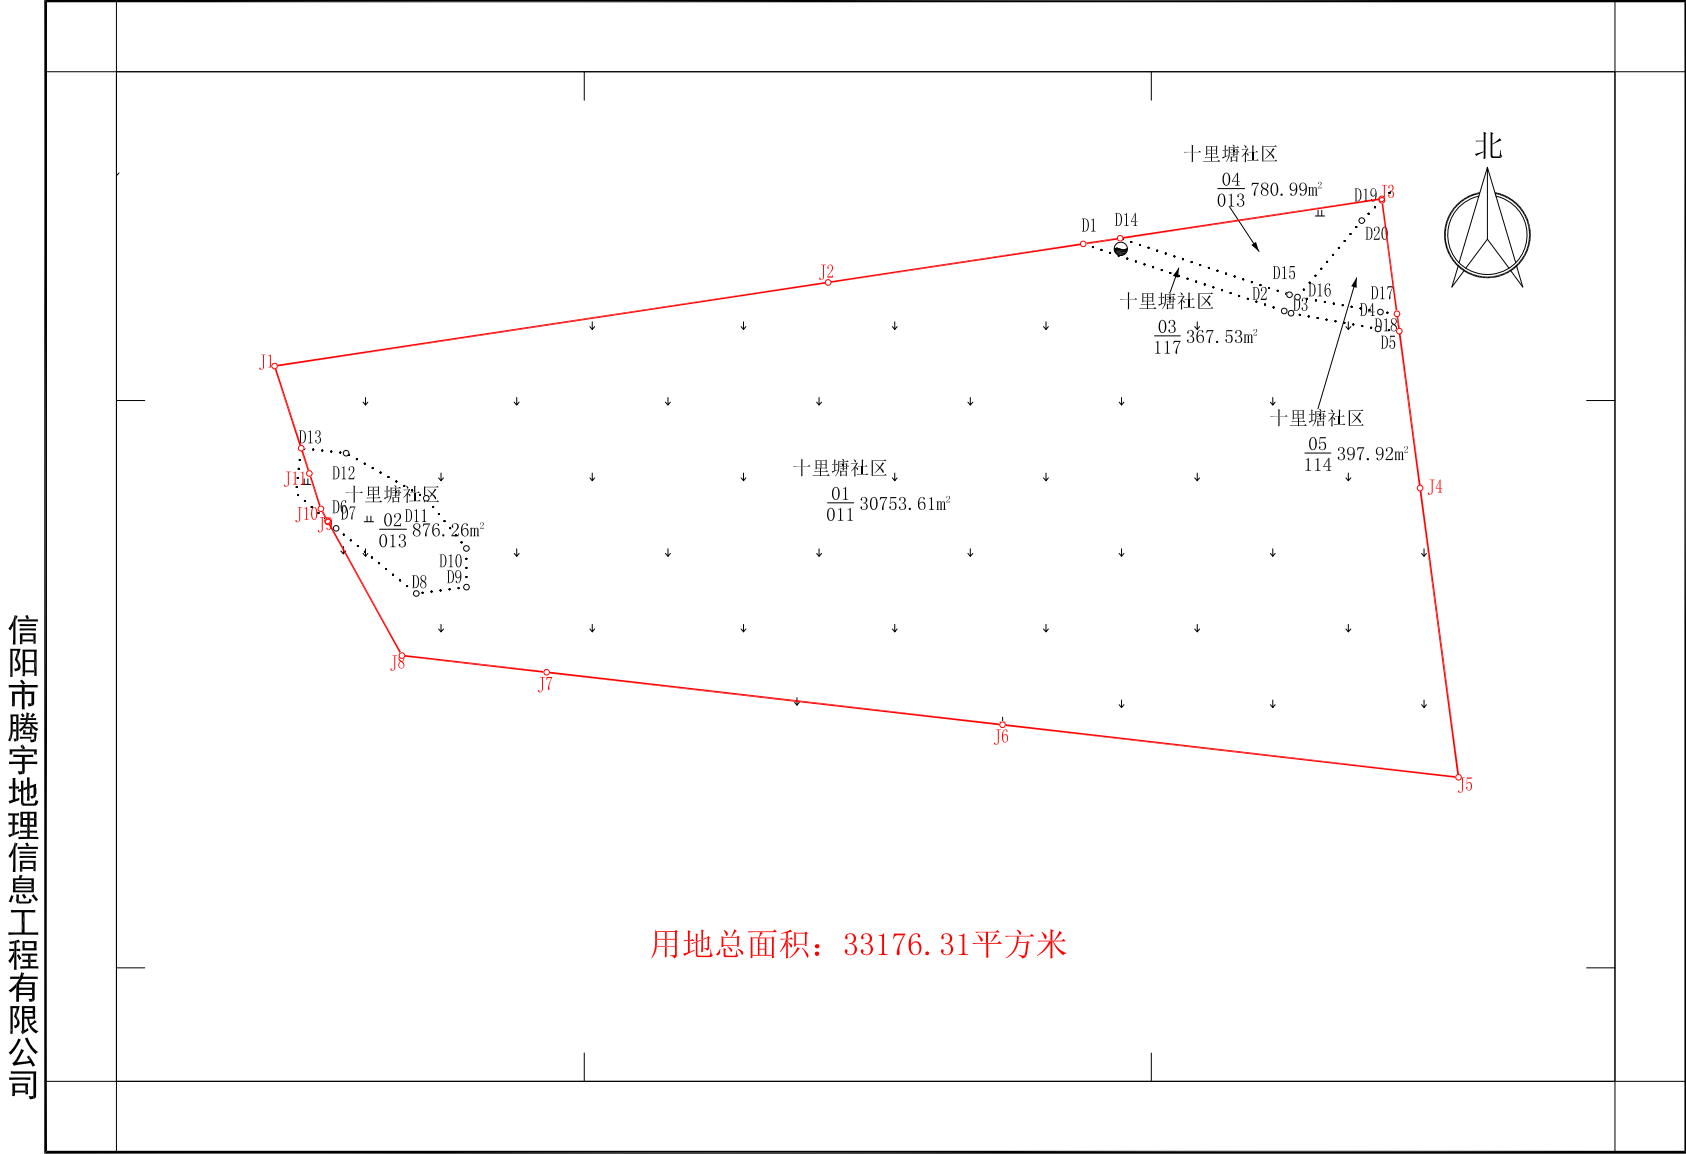 北
十里塘社区
04
013
780.99m²
D19
J3
D20
D1
D14
J2
D15
D2
D16
D3
D17
D4
D18
D5
十里塘社区
03
117
367.53m²
J1
十里塘社区
05
114
397.92m²
D13
D12
J11
十里塘社区
02
013
876.26m²
J10
D6
D7
J9
D11
D10
D9
D8
十里塘社区
01
011
30753.61m²
J4
J8
J7
J6
J5
用地总面积：33176.31平方米
信阳市腾宇地理信息工程有限公司